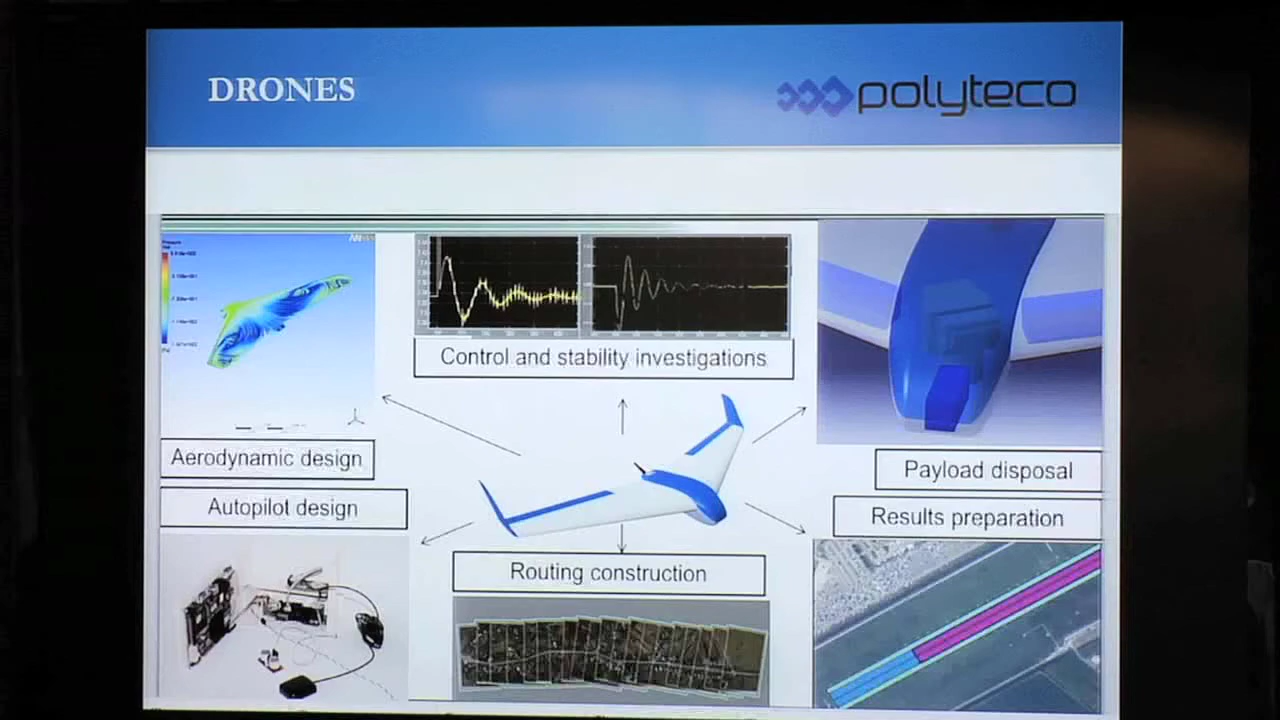 DRONES
polyteco
Control and stability investigations
Aerodynamic design
Payload disposal
Autopilot design
Results preparation
Routing construction